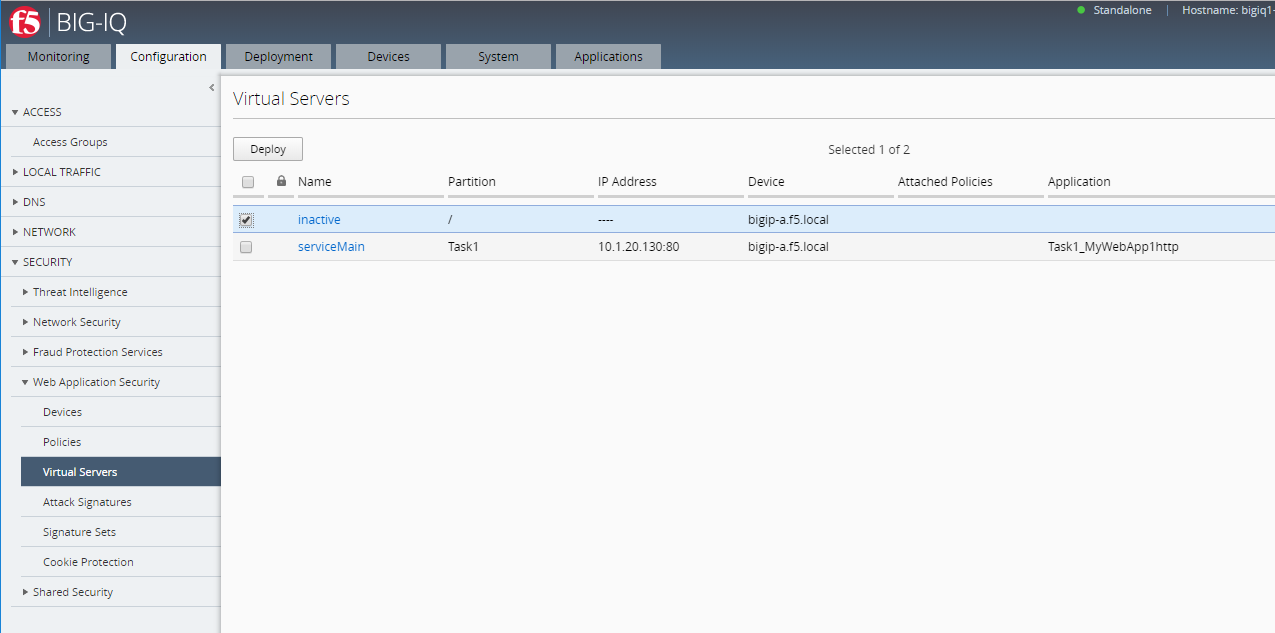 f5 BIG-IQ
Standalone Hostname: bigiq1-
Monitoring Configuration Deployment Devices System Applications
ACCESS
Access Groups
LOCAL TRAFFIC
DNS
NETWORK
SECURITY
Threat Intelligence
Network Security
Fraud Protection Services
Web Application Security
Devices
Policies
Virtual Servers
Attack Signatures
Signature Sets
Cookie Protection
Shared Security
Virtual Servers
Deploy Selected 1 of 2
Name Partition IP Address Device Attached Policies Application
inactive / ---- bigip-a.f5.local
serviceMain Task1 10.1.20.130:80 bigip-a.f5.local Task1_MyWebApp1http